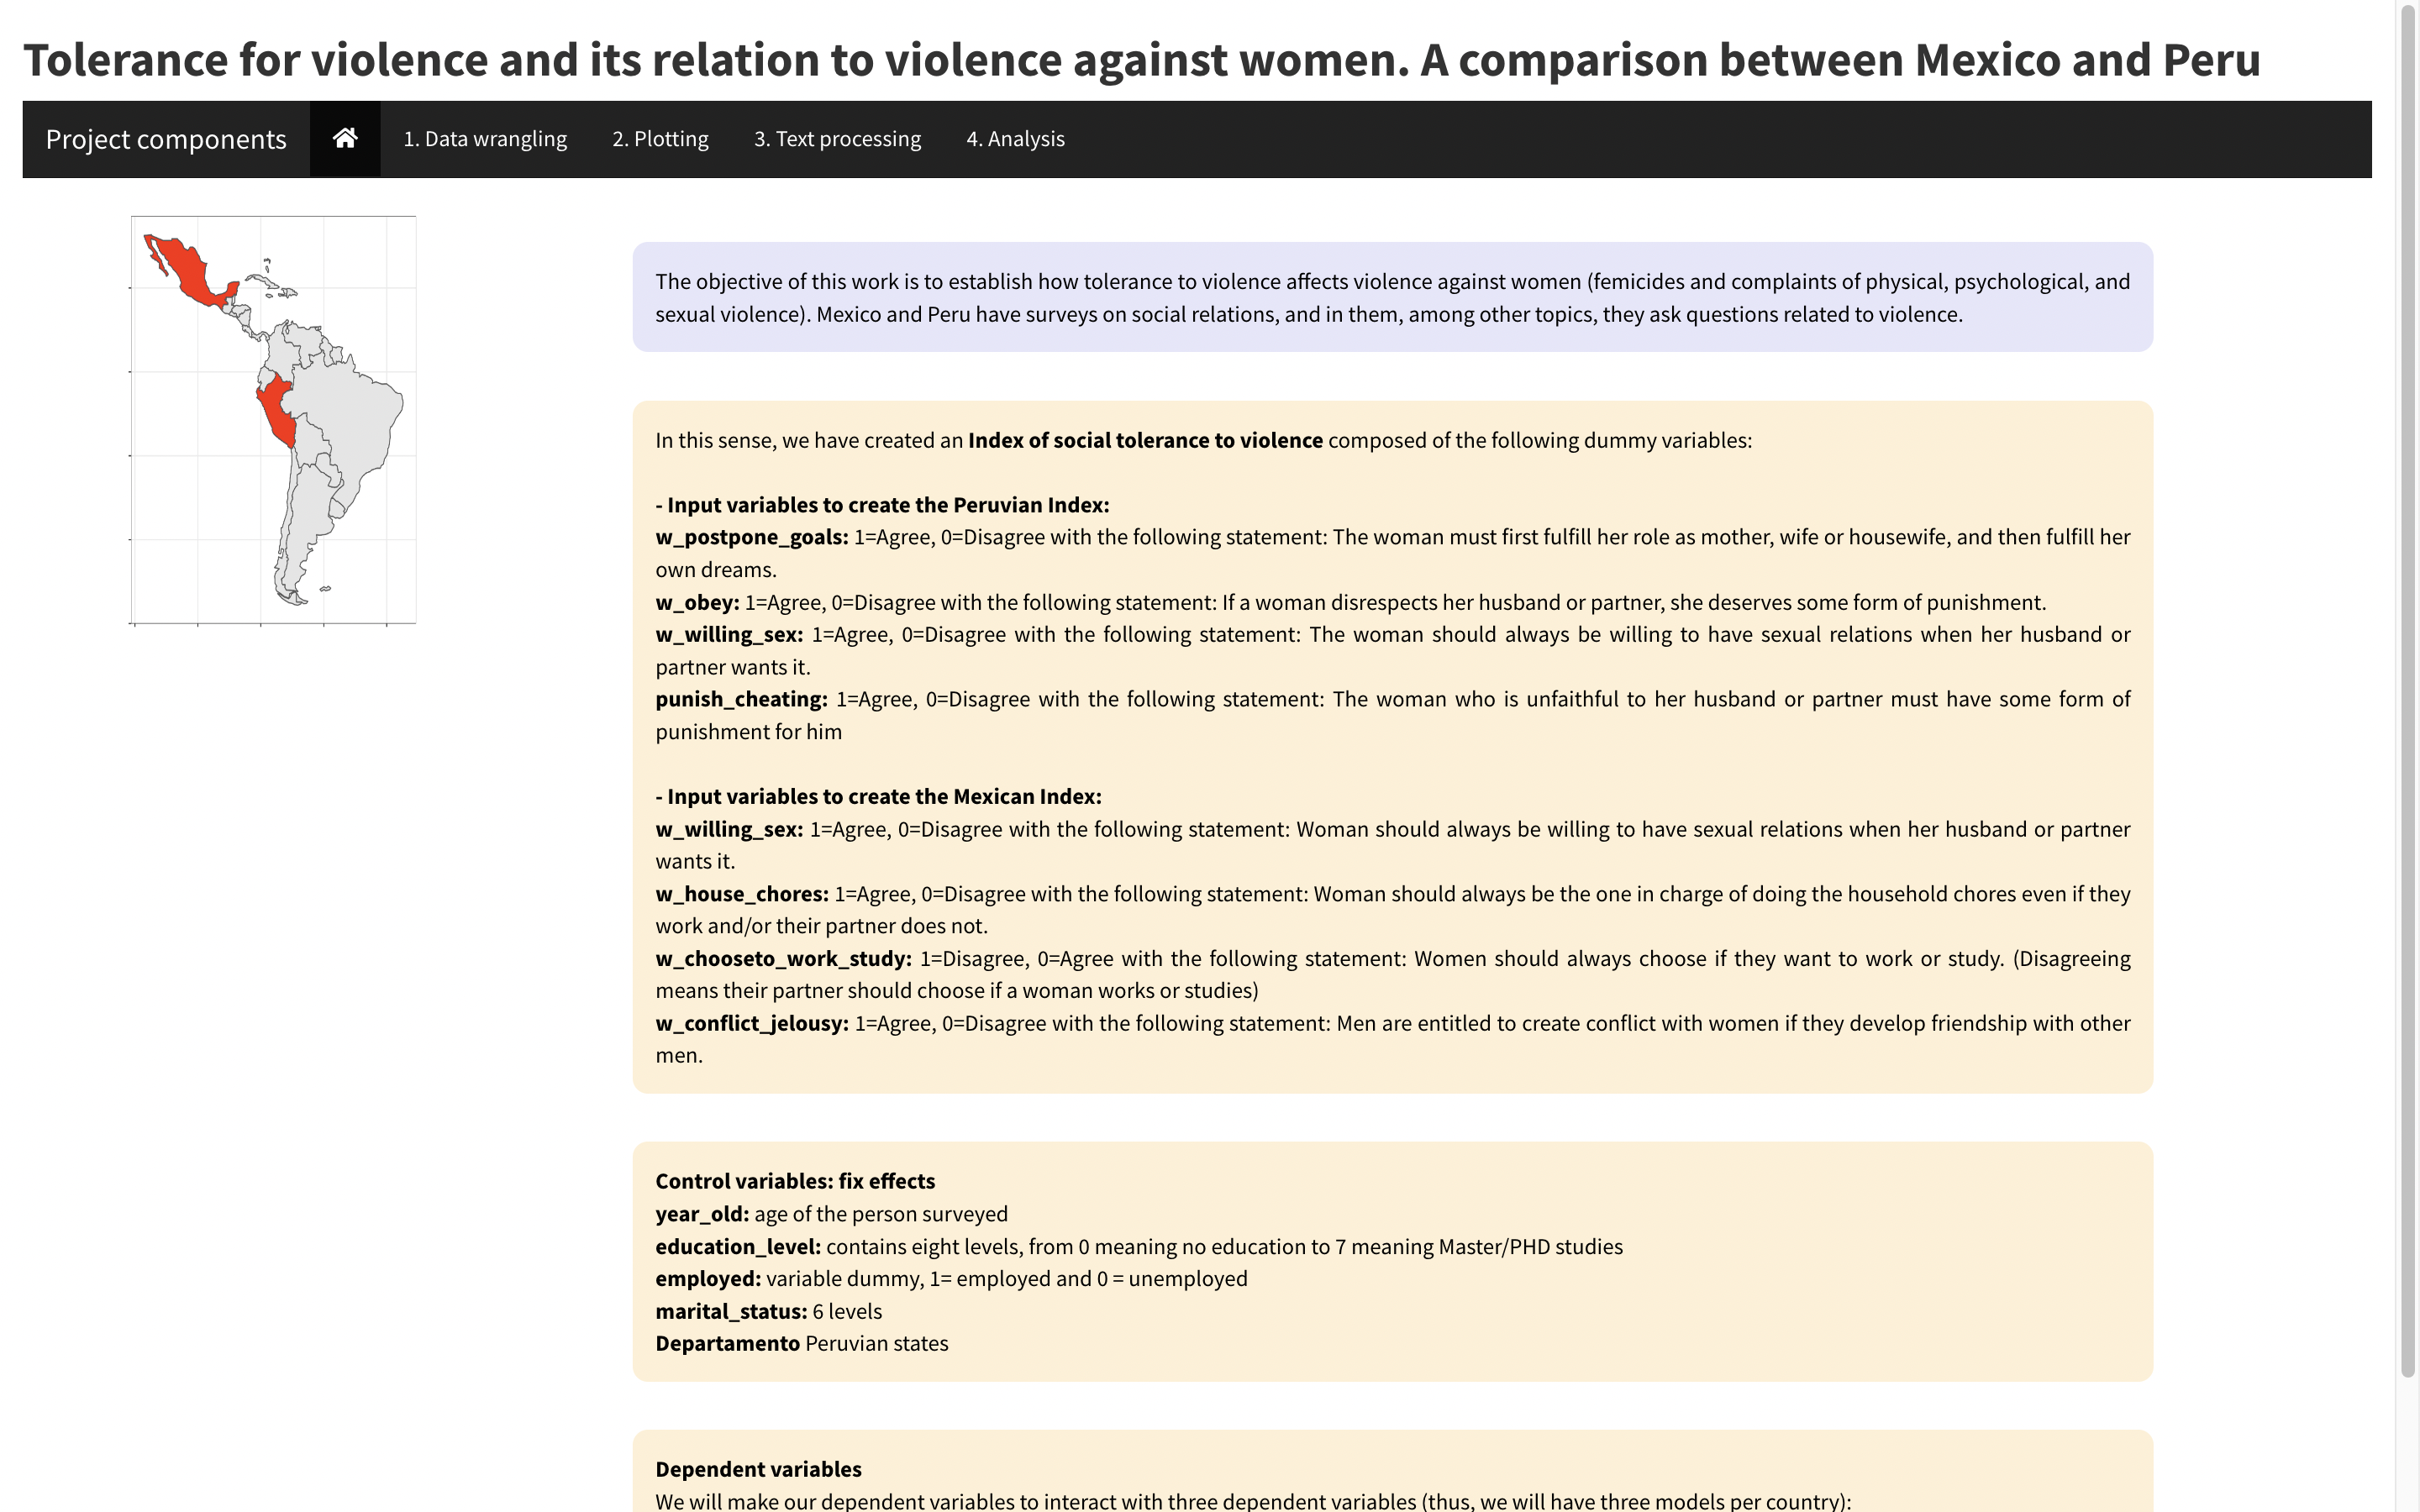 Tolerance for violence and its relation to violence against women. A comparison between Mexico and Peru
Project components
1. Data wrangling
2. Plotting
3. Text processing
4. Analysis
The objective of this work is to establish how tolerance to violence affects violence against women (femicides and complaints of physical, psychological, and
sexual violence). Mexico and Peru have surveys on social relations, and in them, among other topics, they ask questions related to violence.
In this sense, we have created an Index of social tolerance to violence composed of the following dummy variables:
- Input variables to create the Peruvian Index:
w_postpone_goals: 1=Agree, 0=Disagree with the following statement: The woman must first fulfill her role as mother, wife or housewife, and then fulfill her
own dreams.
w_obey: 1=Agree, 0=Disagree with the following statement: If a woman disrespects her husband or partner, she deserves some form of punishment.
w_willing_sex: 1=Agree, 0=Disagree with the following statement: The woman should always be willing to have sexual relations when her husband or
partner wants it.
punish_cheating: 1=Agree, 0=Disagree with the following statement: The woman who is unfaithful to her husband or partner must have some form of
punishment for him
- Input variables to create the Mexican Index:
w_willing_sex: 1=Agree, 0=Disagree with the following statement: Woman should always be willing to have sexual relations when her husband or partner
wants it.
w_house_chores: 1=Agree, 0=Disagree with the following statement: Woman should always be the one in charge of doing the household chores even if they
work and/or their partner does not.
w_chooseto_work_study: 1=Disagree, 0=Agree with the following statement: Women should always choose if they want to work or study. (Disagreeing
means their partner should choose if a woman works or studies)
w_conflict_jelousy: 1=Agree, 0=Disagree with the following statement: Men are entitled to create conflict with women if they develop friendship with other
men.
Control variables: fix effects
year_old: age of the person surveyed
education_level: contains eight levels, from 0 meaning no education to 7 meaning Master/PHD studies
employed: variable dummy, 1= employed and 0 = unemployed
marital_status: 6 levels
Departamento Peruvian states
Dependent variables
We will make our dependent variables to interact with three dependent variables (thus, we will have three models per country):